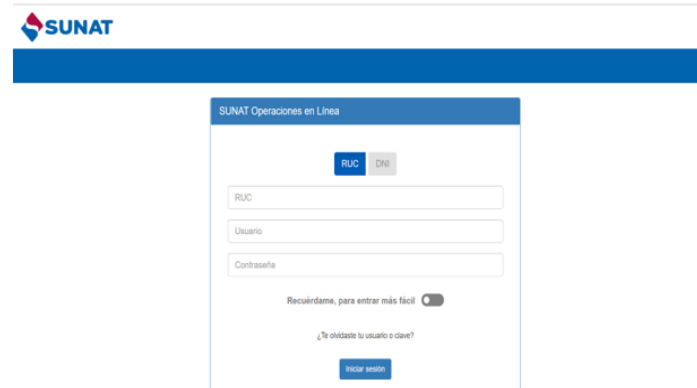 SUNAT
SUNAT Operaciones en Línea
RUC DNI
RUC
Usuario
Contraseña
Recuérdame, para entrar más fácil
¿Te olvidaste tu usuario o clave?
Iniciar sesión